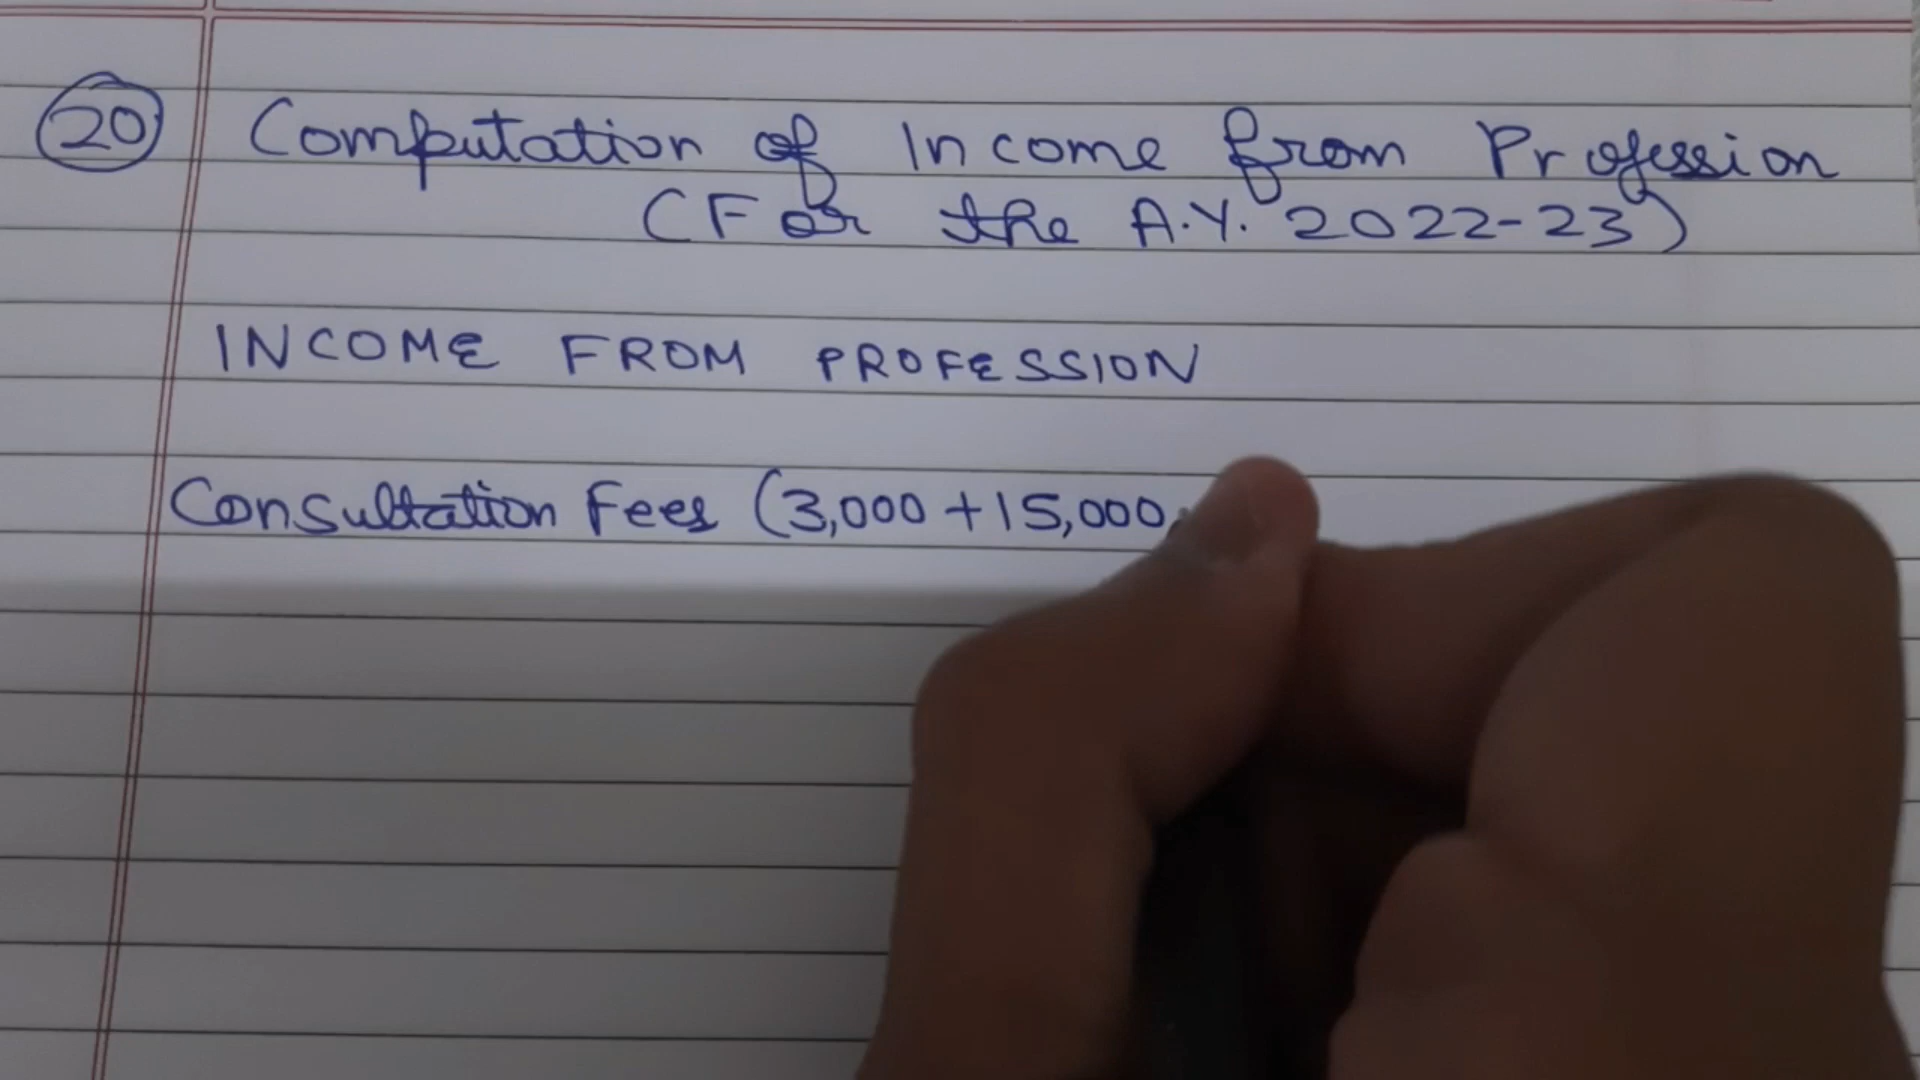 20 Computation of Income from Profession
(For the A.Y. 2022-23)
INCOME FROM PROFESSION
Consultation Fees (3,000 + 15,000